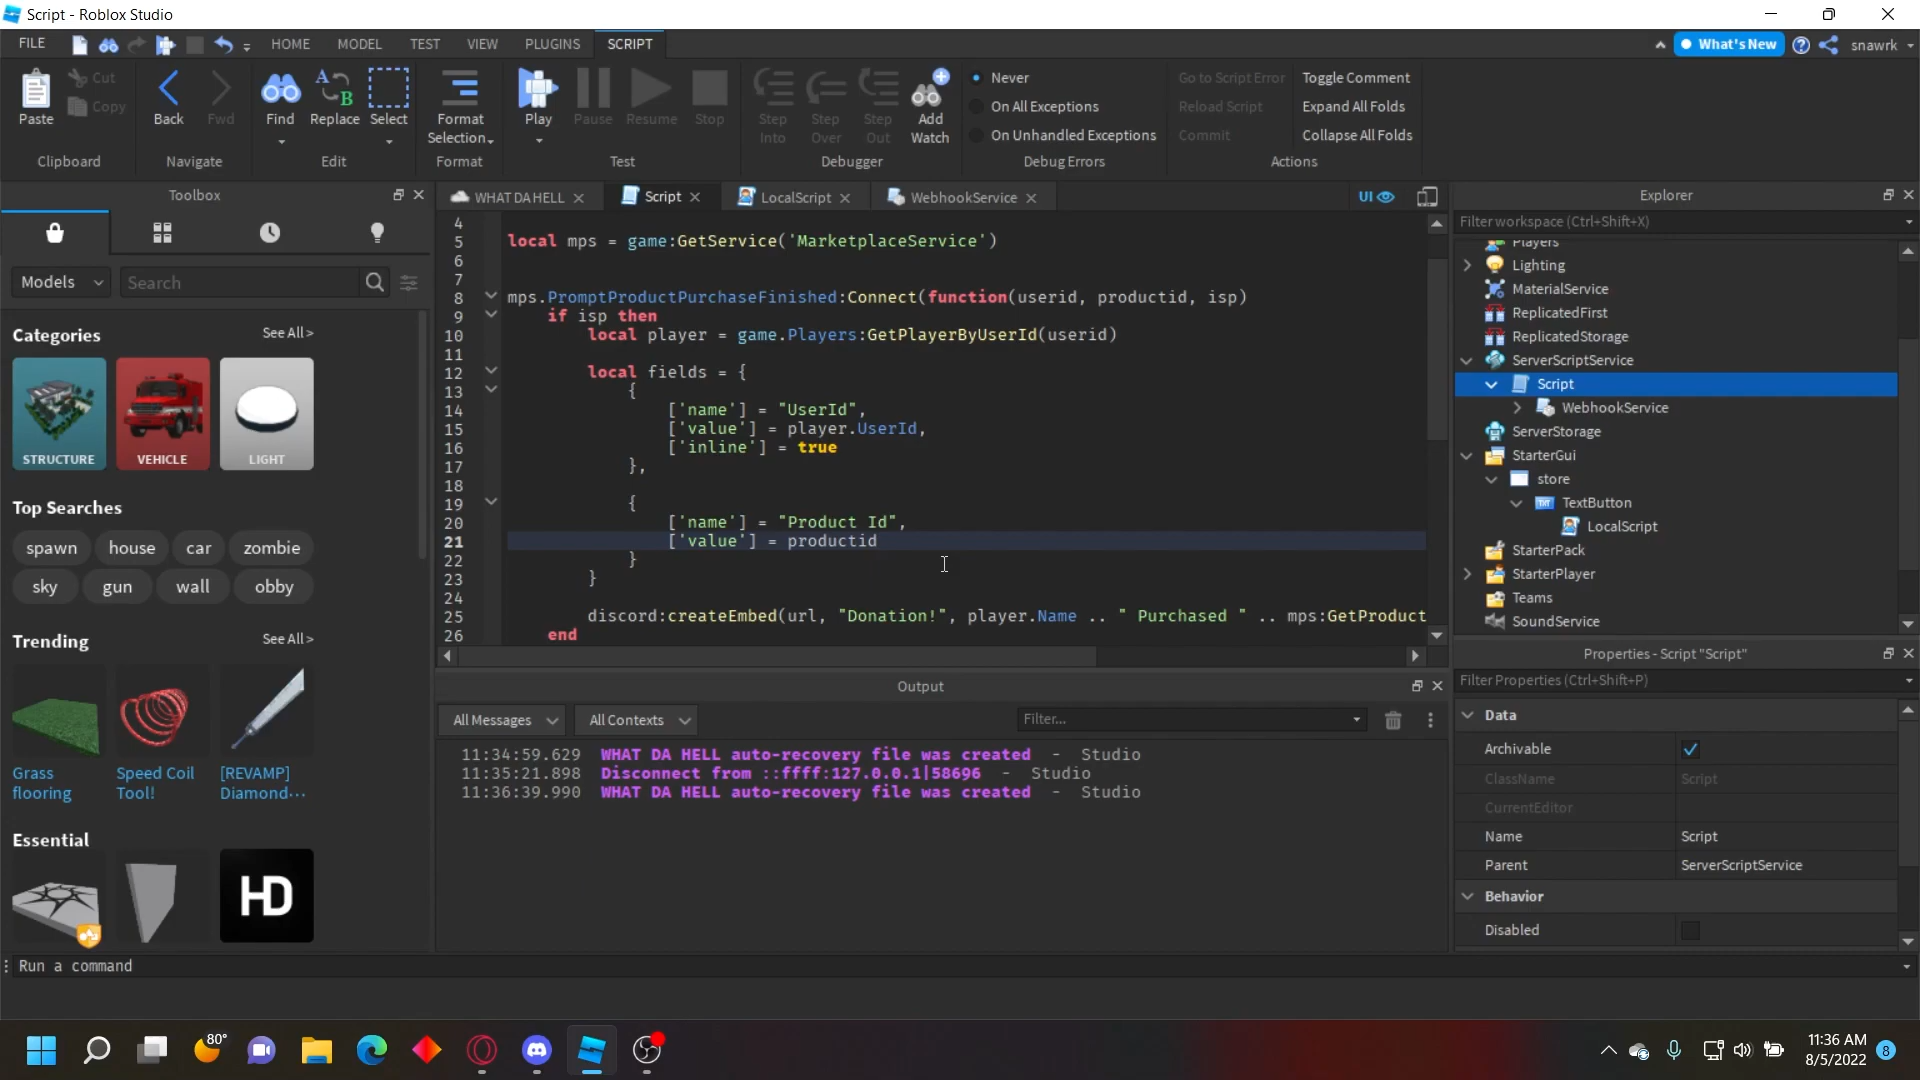 Script - Roblox Studio
FILE HOME MODEL TEST VIEW PLUGINS SCRIPT What's New snawrk
Paste Cut Copy Back Fwd Find Replace Select Format Selection Play Pause Resume Stop Step Into Step Over Step Out Add Watch
Never
On All Exceptions
On Unhandled Exceptions
Go to Script Error
Reload Script
Commit
Toggle Comment
Expand All Folds
Collapse All Folds
Clipboard Navigate Edit Format Test Debugger Debug Errors Actions
Toolbox
Models Search
Categories See All>
STRUCTURE VEHICLE LIGHT
Top Searches
spawn house car zombie
sky gun wall obby
Trending See All>
Grass flooring
Speed Coil Tool!
[REVAMP] Diamond...
Essential
HD
WHAT DA HELL Script LocalScript WebhookService UI
4
5 local mps = game:GetService('MarketplaceService')
6
7
8 mps.PromptProductPurchaseFinished:Connect(function(userid, productid, isp)
9 if isp then
10 local player = game.Players:GetPlayerByUserId(userid)
11
12 local fields = {
13 {
14 ['name'] = "UserId",
15 ['value'] = player.UserId,
16 ['inline'] = true
17 },
18
19 {
20 ['name'] = "Product Id",
21 ['value'] = productid
22 }
23 }
24
25 discord:createEmbed(url, "Donation!", player.Name .. " Purchased " .. mps:GetProduct
26 end
Output
All Messages All Contexts Filter...
11:34:59.629 WHAT DA HELL auto-recovery file was created - Studio
11:35:21.898 Disconnect from ::ffff:127.0.0.1|58696 - Studio
11:36:39.990 WHAT DA HELL auto-recovery file was created - Studio
Explorer
Filter workspace (Ctrl+Shift+X)
Players
Lighting
MaterialService
ReplicatedFirst
ReplicatedStorage
ServerScriptService
Script
WebhookService
ServerStorage
StarterGui
store
TXT TextButton
LocalScript
StarterPack
StarterPlayer
Teams
SoundService
Properties - Script "Script"
Filter Properties (Ctrl+Shift+P)
Data
Archivable
ClassName Script
CurrentEditor
Name Script
Parent ServerScriptService
Behavior
Disabled
Run a command
80°
11:36 AM
8/5/2022
8